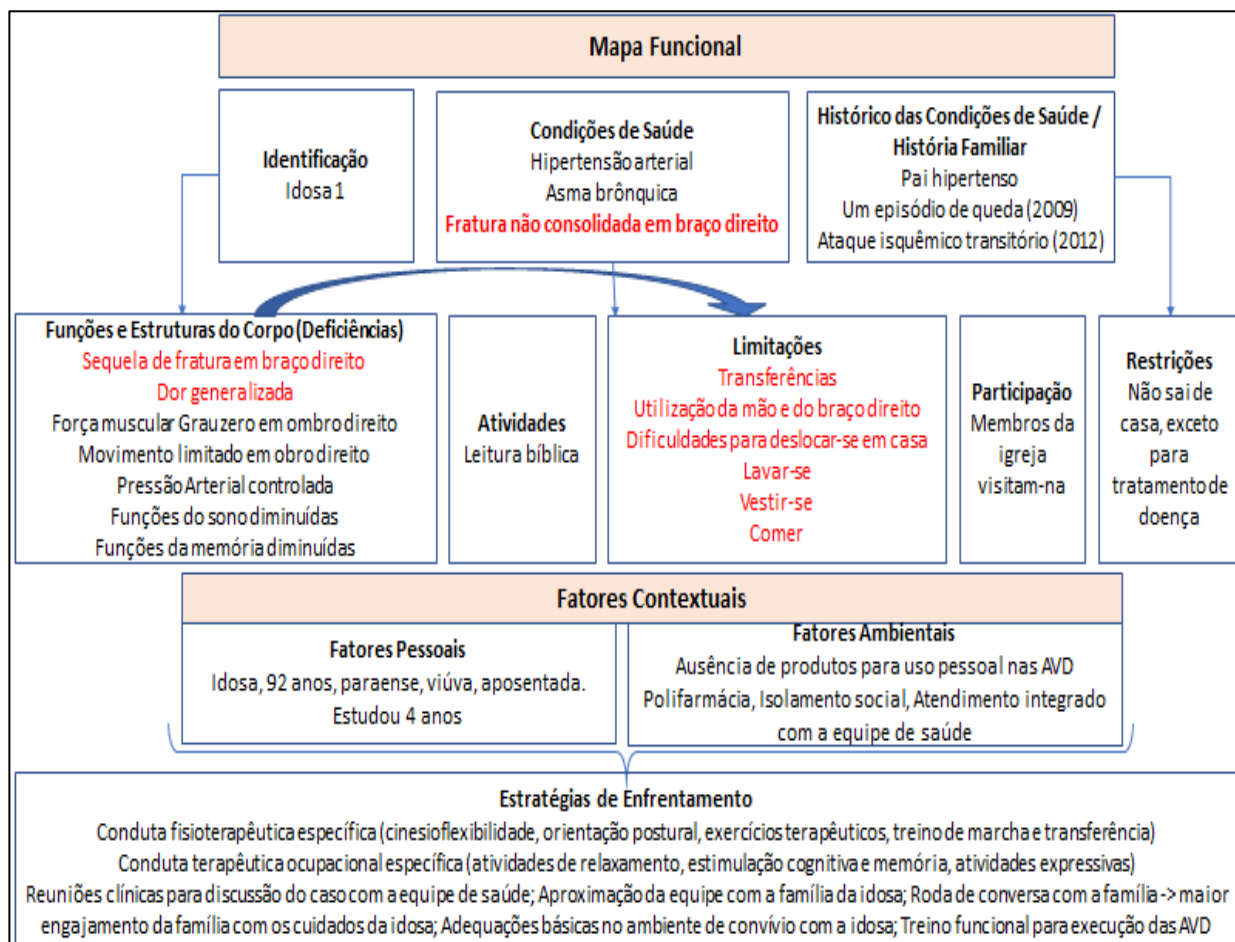 Mapa Funcional
Identificação
Idosa 1
Condições de Saúde
Hipertensão arterial
Asma brônquica
Fratura não consolidada em braço direito
Histórico das Condições de Saúde /
História Familiar
Pai hipertenso
Um episódio de queda (2009)
Ataque isquêmico transitório (2012)
Funções e Estruturas do Corpo (Deficiências)
Sequela de fratura em braço direito
Dor generalizada
Força muscular Grau zero em ombro direito
Movimento limitado em obro direito
Pressão Arterial controlada
Funções do sono diminuídas
Funções da memória diminuídas
Atividades
Leitura bíblica
Limitações
Transferências
Utilização da mão e do braço direito
Dificuldades para deslocar-se em casa
Lavar-se
Vestir-se
Comer
Participação
Membros da
igreja
visitam-na
Restrições
Não sai de
casa, exceto
para
tratamento de
doença
Fatores Contextuais
Fatores Pessoais
Idosa, 92 anos, paraense, viúva, aposentada.
Estudou 4 anos
Fatores Ambientais
Ausência de produtos para uso pessoal nas AVD
Polifarmácia, Isolamento social, Atendimento integrado
com a equipe de saúde
Estratégias de Enfrentamento
Conduta fisioterapêutica específica (cinesioflexibilidade, orientação postural, exercícios terapêuticos, treino de marcha e transferência)
Conduta terapêutica ocupacional específica (atividades de relaxamento, estimulação cognitiva e memória, atividades expressivas)
Reuniões clínicas para discussão do caso com a equipe de saúde; Aproximação da equipe com a família da idosa; Roda de conversa com a família -> maior
engajamento da família com os cuidados da idosa; Adequações básicas no ambiente de convívio com a idosa; Treino funcional para execução das AVD